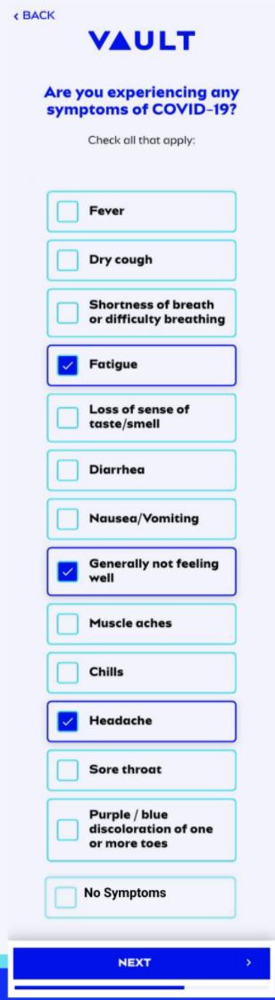 < BACK
VAULT
Are you experiencing any
symptoms of COVID-19?
Check all that apply:
Fever
Dry cough
Shortness of breath
or difficulty breathing
Fatigue
Loss of sense of
taste/smell
Diarrhea
Nausea/Vomiting
Generally not feeling
well
Muscle aches
Chills
Headache
Sore throat
Purple / blue
discoloration of one
or more toes
No Symptoms
NEXT >